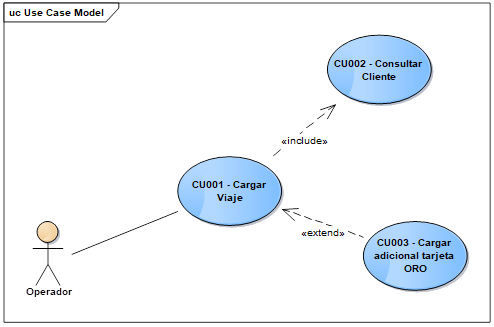 uc Use Case Model
CU002 - Consultar
Cliente
«include»
CU001 - Cargar
Viaje
«extend»
CU003 - Cargar
adicional tarjeta
ORO
Operador